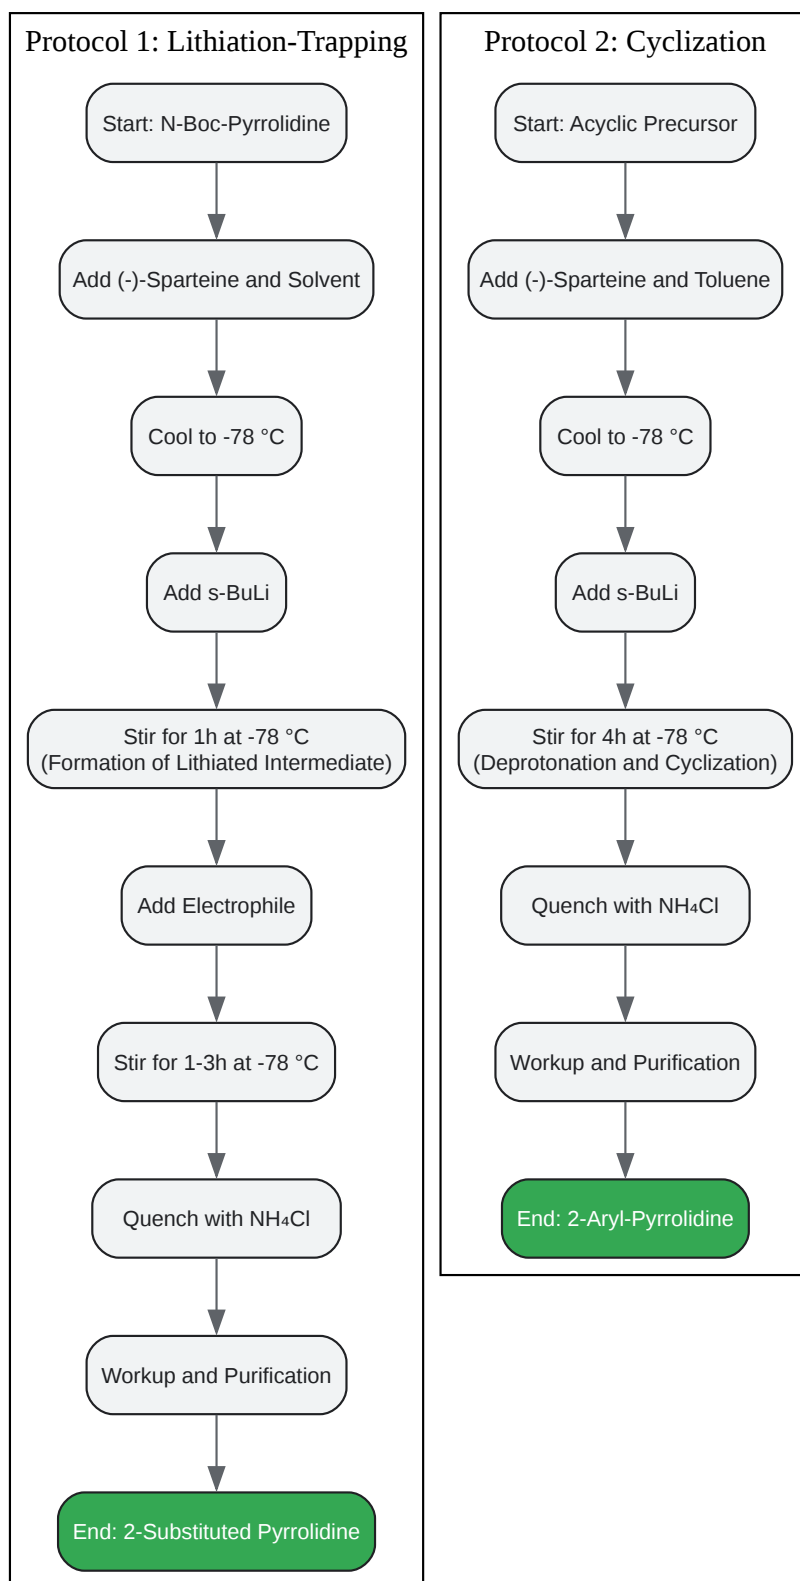 Protocol 1: Lithiation-Trapping
Start: N-Boc-Pyrrolidine
Add (-)-Sparteine and Solvent
Cool to -78 °C
Add s-BuLi
Stir for 1h at -78 °C
(Formation of Lithiated Intermediate)
Add Electrophile
Stir for 1-3h at -78 °C
Quench with NH₄Cl
Workup and Purification
End: 2-Substituted Pyrrolidine
Protocol 2: Cyclization
Start: Acyclic Precursor
Add (-)-Sparteine and Toluene
Cool to -78 °C
Add s-BuLi
Stir for 4h at -78 °C
(Deprotonation and Cyclization)
Quench with NH₄Cl
Workup and Purification
End: 2-Aryl-Pyrrolidine